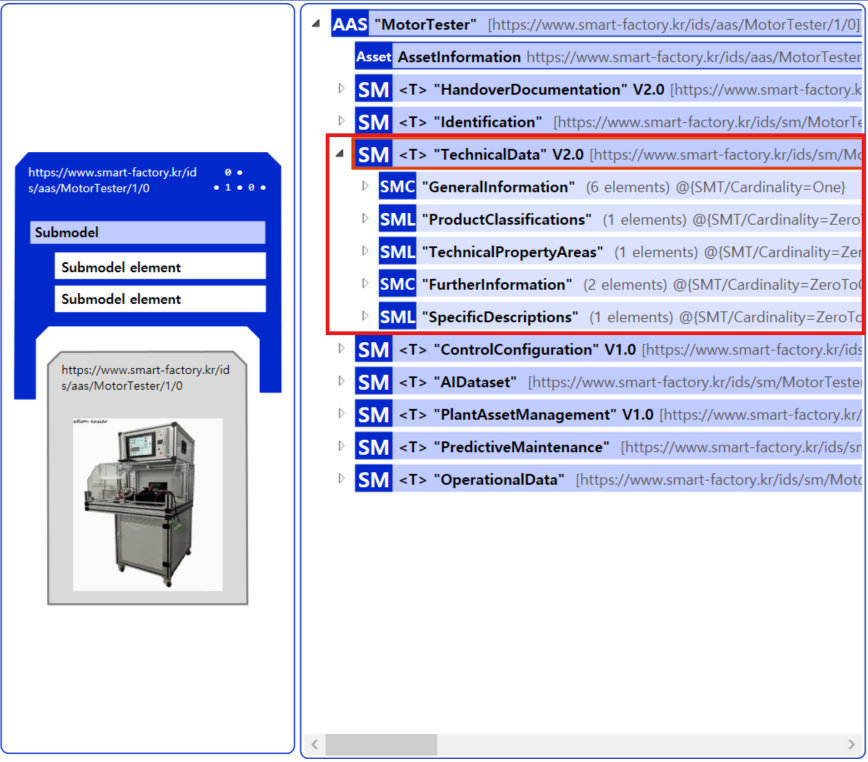 https://www.smart-factory.kr/id
s/aas/MotorTester/1/0
0
1 0
Submodel
Submodel element
Submodel element
https://www.smart-factory.kr/id
s/aas/MotorTester/1/0
AAS "MotorTester" [https://www.smart-factory.kr/ids/aas/MotorTester/1/0]
Asset AssetInformation https://www.smart-factory.kr/ids/aas/MotorTester
SM <T> "HandoverDocumentation" V2.0 [https://www.smart-factory.k
SM <T> "Identification" [https://www.smart-factory.kr/ids/sm/MotorTe
SM <T> "TechnicalData" V2.0 [https://www.smart-factory.kr/ids/sm/Mo
SMC "GeneralInformation" (6 elements) @{SMT/Cardinality=One}
SML "ProductClassifications" (1 elements) @{SMT/Cardinality=Zero
SML "TechnicalPropertyAreas" (1 elements) @{SMT/Cardinality=Zer
SMC "FurtherInformation" (2 elements) @{SMT/Cardinality=ZeroToO
SML "SpecificDescriptions" (1 elements) @{SMT/Cardinality=ZeroTo
SM <T> "ControlConfiguration" V1.0 [https://www.smart-factory.kr/ids
SM <T> "AIDataset" [https://www.smart-factory.kr/ids/sm/MotorTester
SM <T> "PlantAssetManagement" V1.0 [https://www.smart-factory.kr/
SM <T> "PredictiveMaintenance" [https://www.smart-factory.kr/ids/sm
SM <T> "OperationalData" [https://www.smart-factory.kr/ids/sm/Moto